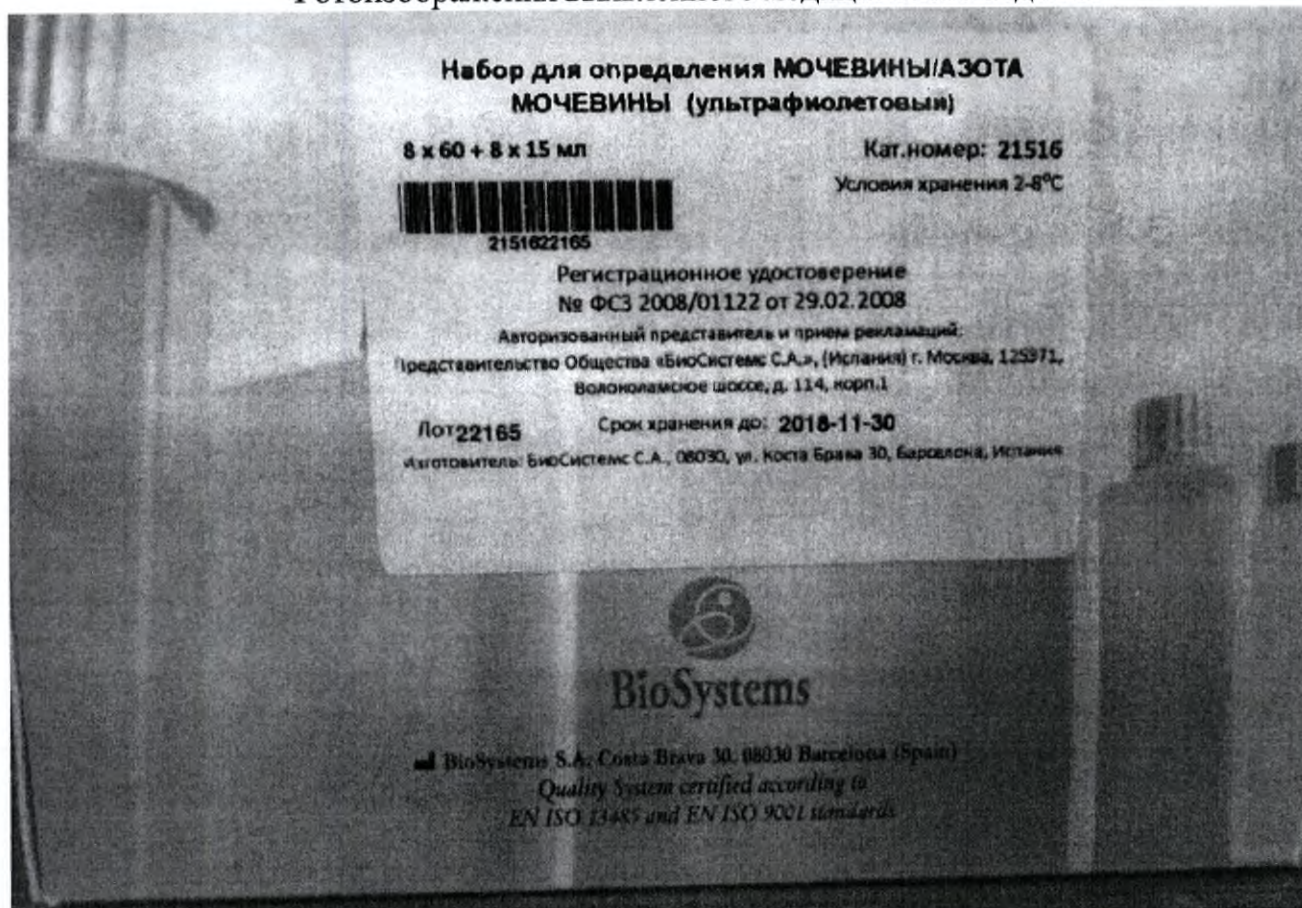 Набор для определения МОЧЕВИНЫ/АЗОТА
МОЧЕВИНЫ (ультрафиолетовый)
8 x 60 + 8 x 15 мл
Кат.номер: 21516
Условия хранения 2-8°C
2151622165
Регистрационное удостоверение
№ ФСЗ 2008/01122 от 29.02.2008
Авторизованный представитель и прием рекламаций:
Представительство Общества «БиоСистемс С.А.», (Испания) г. Москва, 125371,
Волоколамское шоссе, д. 114, корп.1
Лот 22165
Срок хранения до: 2018-11-30
Изготовитель: БиоСистемс С.А., 08030, ул. Коста Брава 30, Барселона, Испания
BioSystems
BioSystems S.A. Costa Brava 30. 08030 Barcelona (Spain)
Quality System certified according to
EN ISO 13485 and EN ISO 9001 standards